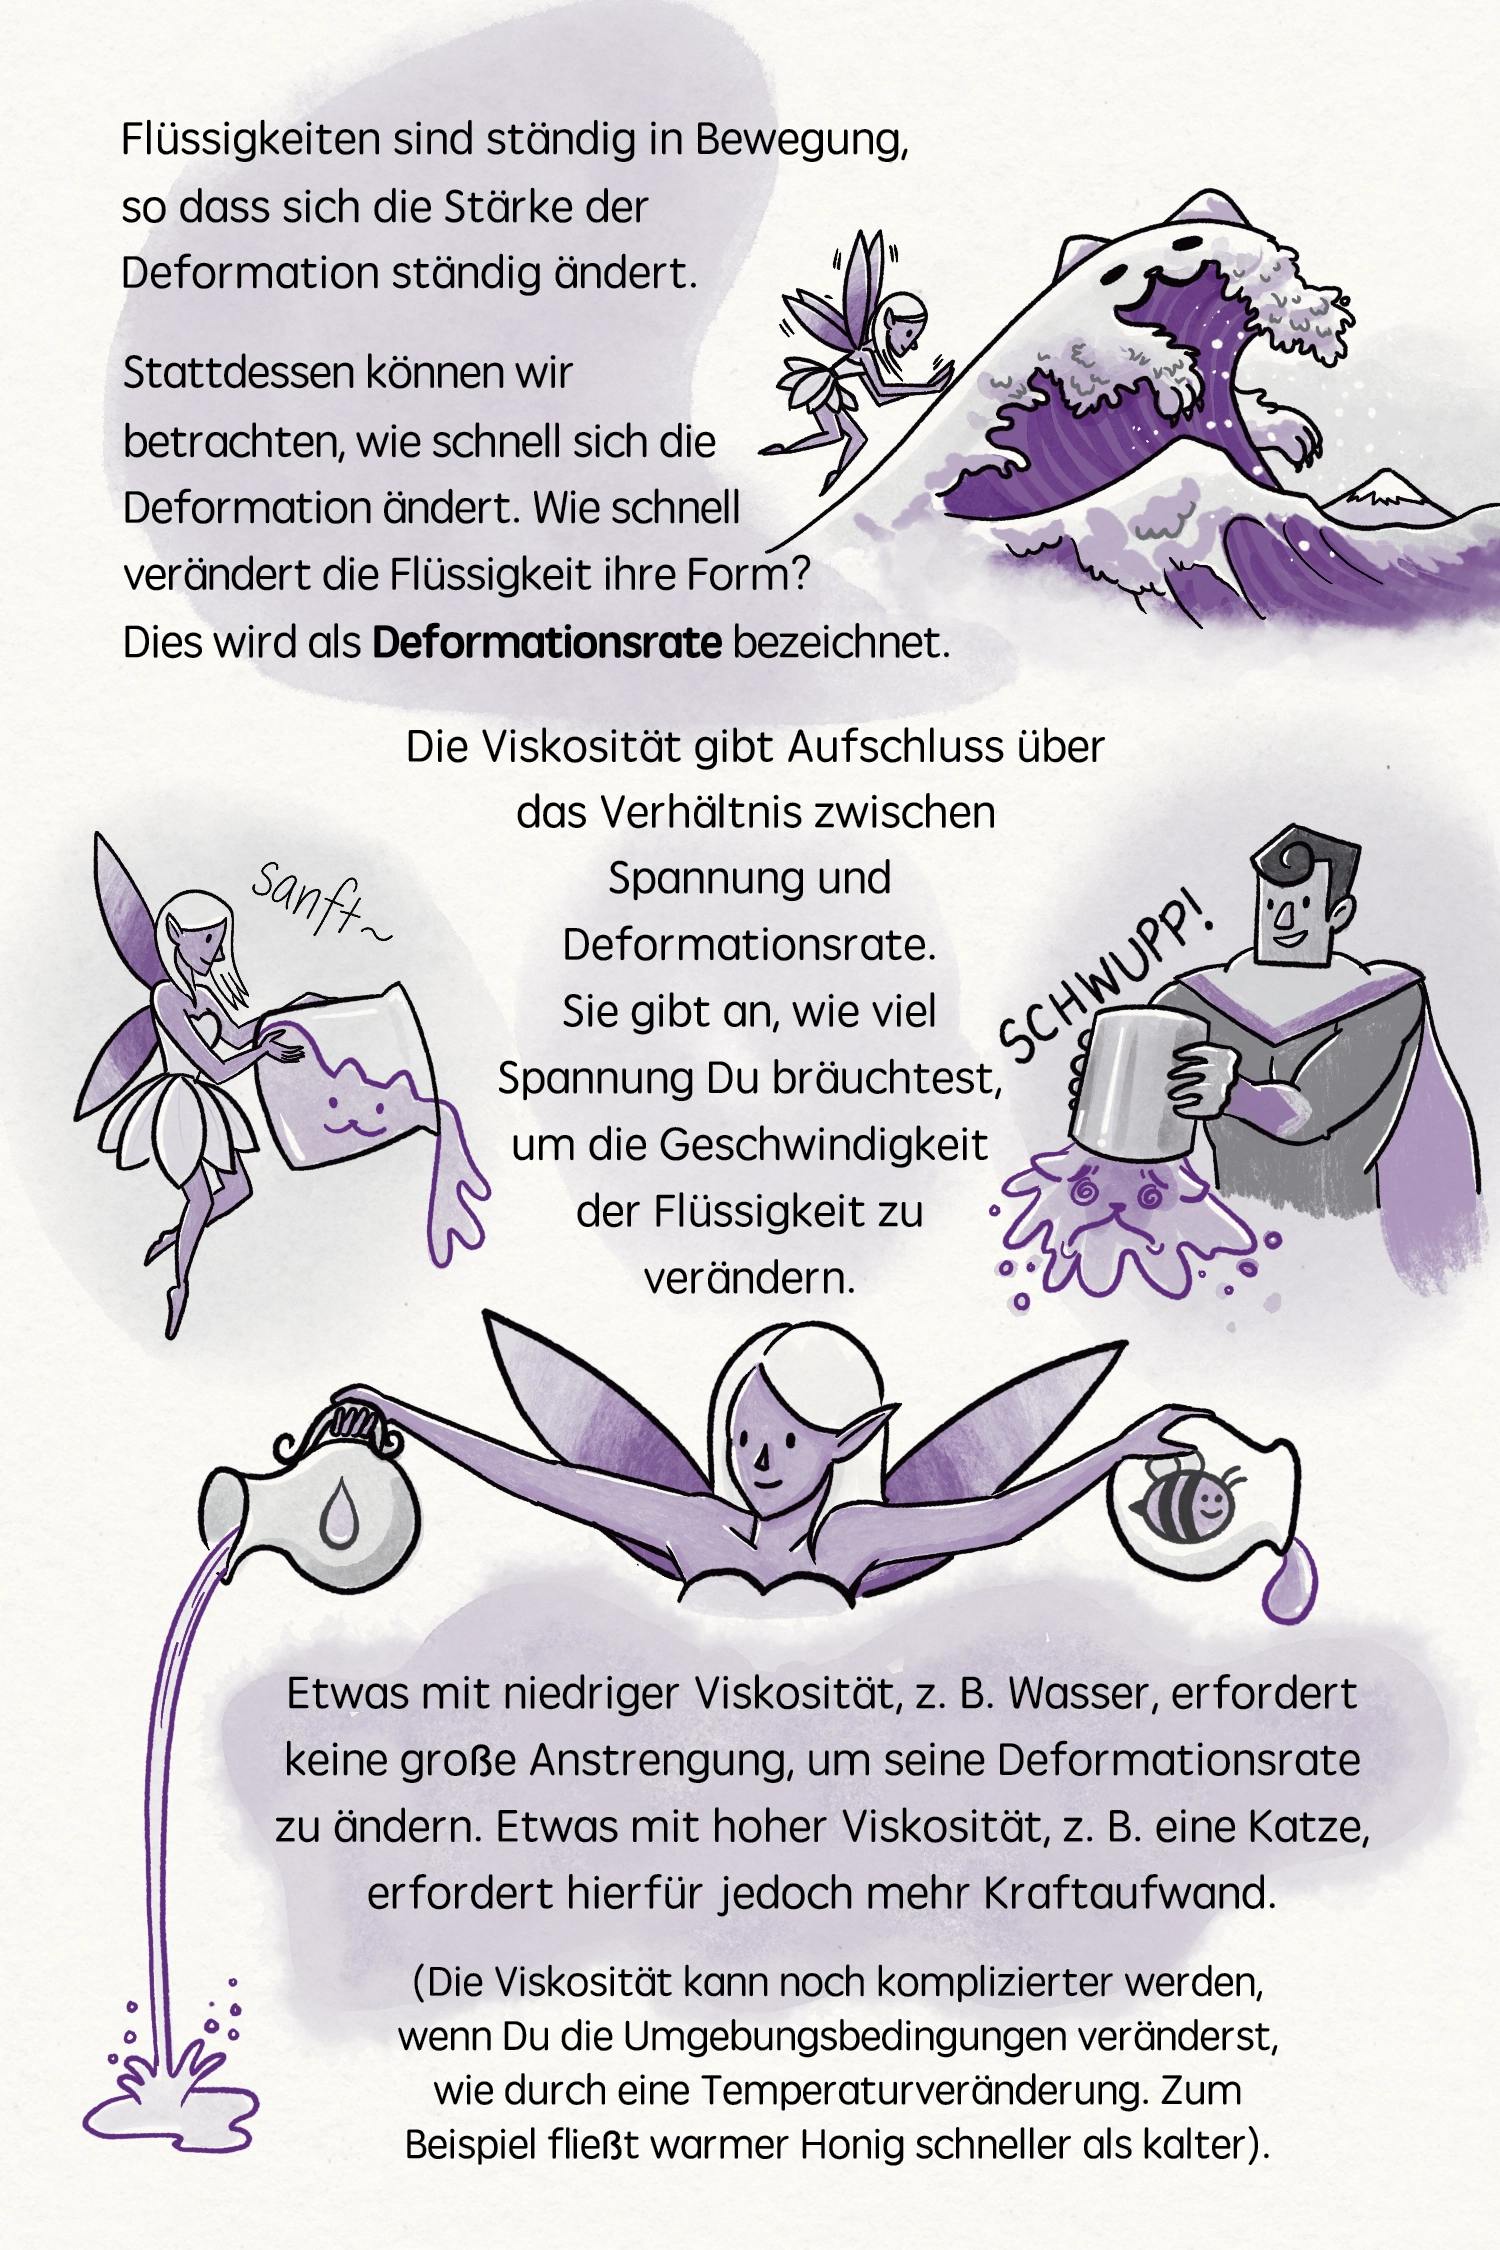 Flüssigkeiten sind ständig in Bewegung,
so dass sich die Stärke der
Deformation ständig ändert.
Stattdessen können wir
betrachten, wie schnell sich die
Deformation ändert. Wie schnell
verändert die Flüssigkeit ihre Form?
Dies wird als Deformationsrate bezeichnet.
Die Viskosität gibt Aufschluss über
das Verhältnis zwischen
Spannung und
Deformationsrate.
Sie gibt an, wie viel
Spannung Du bräuchtest,
um die Geschwindigkeit
der Flüssigkeit zu
verändern.
sanft~
SCHWUPP!
Etwas mit niedriger Viskosität, z. B. Wasser, erfordert
keine große Anstrengung, um seine Deformationsrate
zu ändern. Etwas mit hoher Viskosität, z. B. eine Katze,
erfordert hierfür jedoch mehr Kraftaufwand.
(Die Viskosität kann noch komplizierter werden,
wenn Du die Umgebungsbedingungen veränderst,
wie durch eine Temperaturveränderung. Zum
Beispiel fließt warmer Honig schneller als kalter).